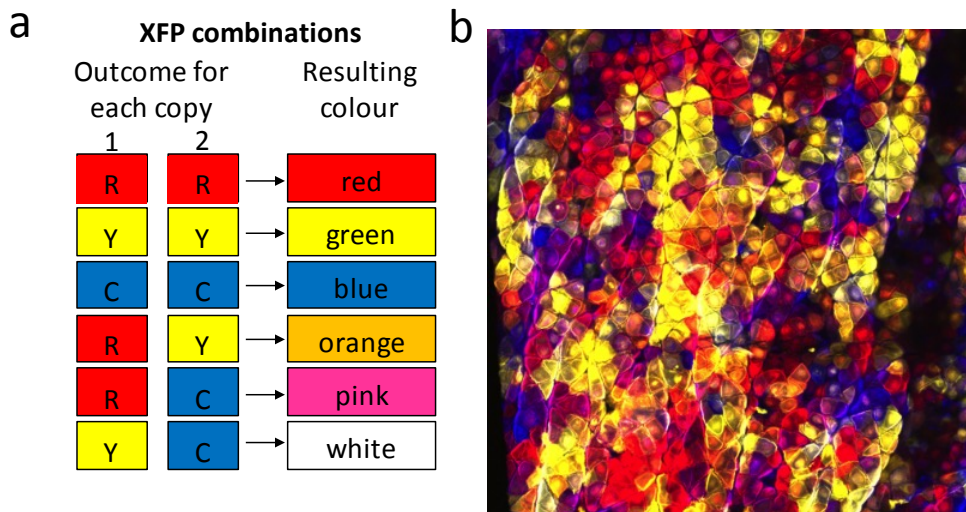 a
XFP combinations
Outcome for each copy
Resulting colour
1 2
R R red
Y Y green
C C blue
R Y orange
R C pink
Y C white
b